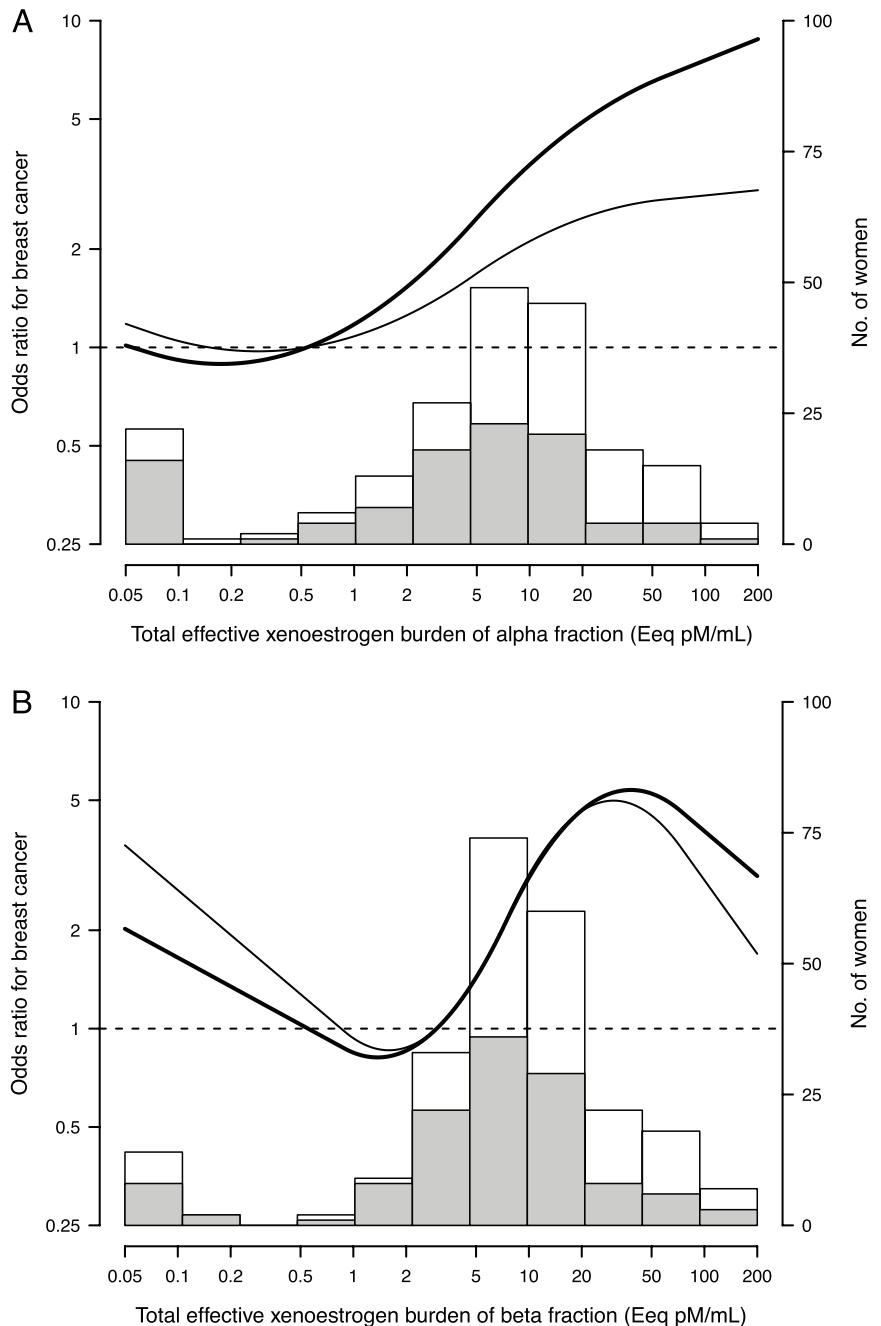 A
10
5
2
1
0.5
0.25
Odds ratio for breast cancer
100
75
50
25
0
No. of women
0.05 0.1 0.2 0.5 1 2 5 10 20 50 100 200
Total effective xenoestrogen burden of alpha fraction (Eeq pM/mL)
B
10
5
2
1
0.5
0.25
Odds ratio for breast cancer
100
75
50
25
0
No. of women
0.05 0.1 0.2 0.5 1 2 5 10 20 50 100 200
Total effective xenoestrogen burden of beta fraction (Eeq pM/mL)